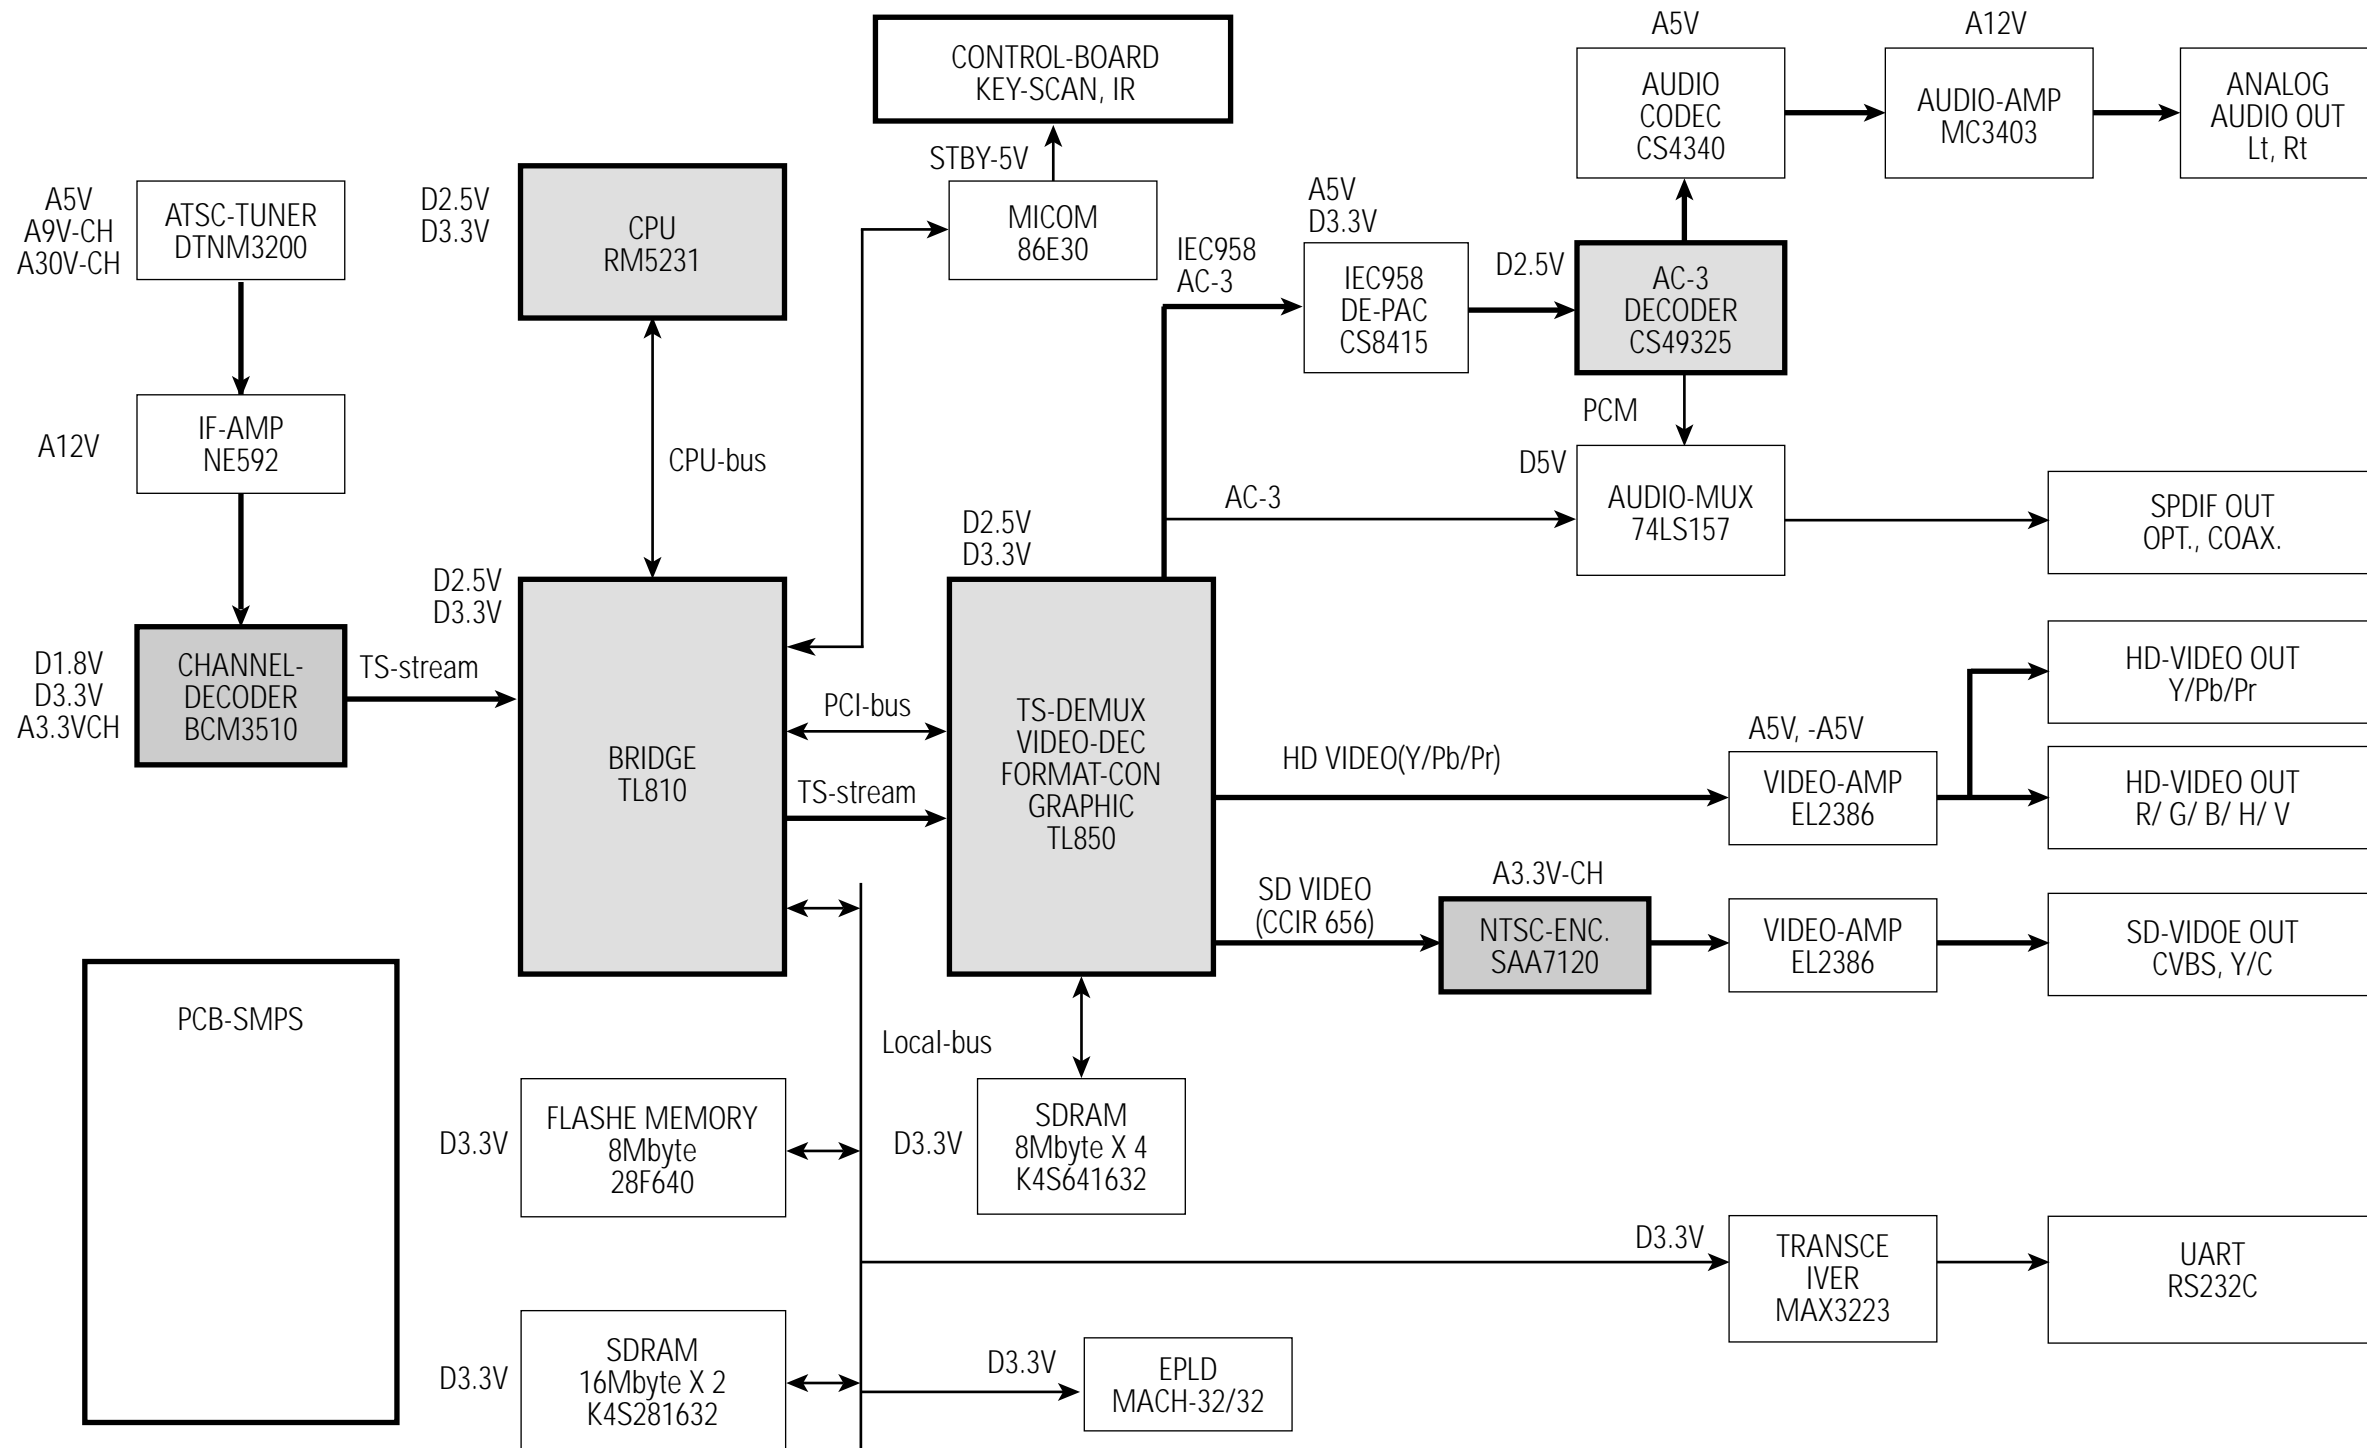 CONTROL-BOARD
KEY-SCAN, IR
A5V
A12V
AUDIO
CODEC
CS4340
AUDIO-AMP
MC3403
ANALOG
AUDIO OUT
Lt, Rt
STBY-5V
A5V
A9V-CH
A30V-CH
ATSC-TUNER
DTNM3200
D2.5V
D3.3V
CPU
RM5231
MICOM
86E30
A5V
D3.3V
IEC958
AC-3
IEC958
DE-PAC
CS8415
D2.5V
AC-3
DECODER
CS49325
A12V
IF-AMP
NE592
CPU-bus
PCM
D5V
AC-3
AUDIO-MUX
74LS157
SPDIF OUT
OPT., COAX.
D2.5V
D3.3V
D2.5V
D3.3V
D1.8V
D3.3V
A3.3VCH
CHANNEL-
DECODER
BCM3510
TS-stream
BRIDGE
TL810
PCI-bus
TS-stream
TS-DEMUX
VIDEO-DEC
FORMAT-CON
GRAPHIC
TL850
HD VIDEO(Y/Pb/Pr)
A5V, -A5V
VIDEO-AMP
EL2386
HD-VIDEO OUT
Y/Pb/Pr
HD-VIDEO OUT
R/ G/ B/ H/ V
SD VIDEO
(CCIR 656)
A3.3V-CH
NTSC-ENC.
SAA7120
VIDEO-AMP
EL2386
SD-VIDOE OUT
CVBS, Y/C
PCB-SMPS
Local-bus
D3.3V
FLASHE MEMORY
8Mbyte
28F640
D3.3V
SDRAM
8Mbyte X 4
K4S641632
D3.3V
TRANSCE
IVER
MAX3223
UART
RS232C
D3.3V
SDRAM
16Mbyte X 2
K4S281632
D3.3V
EPLD
MACH-32/32